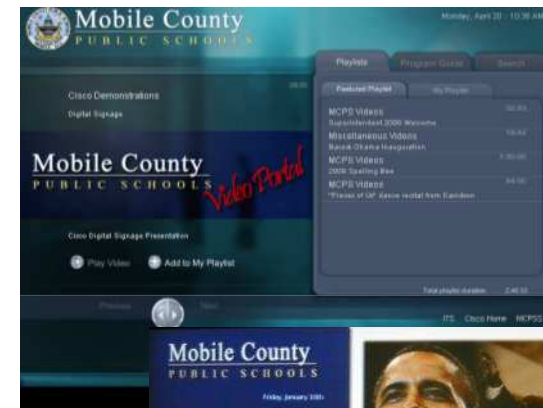 Mobile County
PUBLIC SCHOOLS
Monday, April 20 : 10:38 AM
Playlists
Program Guide
Search
Cisco Demonstrations
Digital Signage
Featured Playlist
My Playlist
MCPS Videos
Superintendent 2008 Welcome
Miscellaneous Videos
Barack Obama Inauguration
MCPS Videos
2009 Spelling Bee
MCPS Videos
Mobile County
PUBLIC SCHOOLS
Video Portal
Cisco Digital Signage Presentation
Play Video
Add to My Playlist
Total playlist duration
Previous
Next
ITS
Cisco Home
MCPSS
Mobile County
PUBLIC SCHOOLS